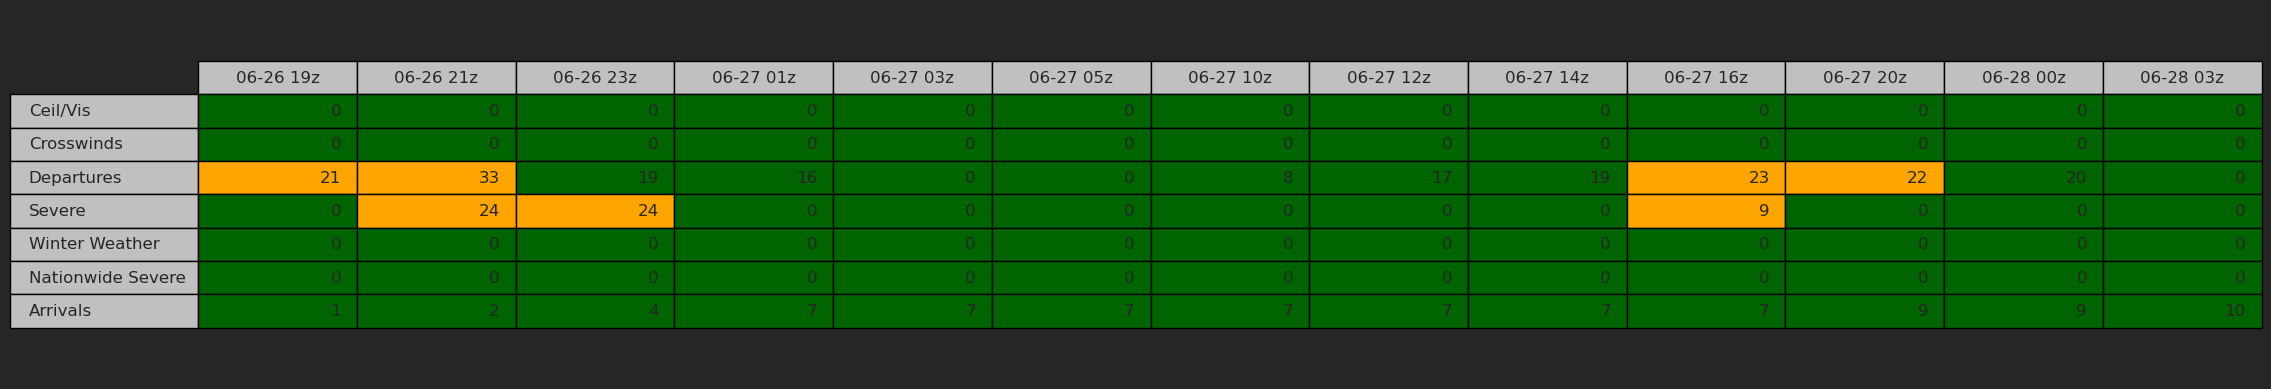 06-26 19z 06-26 21z 06-26 23z 06-27 01z 06-27 03z 06-27 05z 06-27 10z 06-27 12z 06-27 14z 06-27 16z 06-27 20z 06-28 00z 06-28 03z
Ceil/Vis 0 0 0 0 0 0 0 0 0 0 0 0 0
Crosswinds 0 0 0 0 0 0 0 0 0 0 0 0 0
Departures 21 33 19 16 0 0 8 17 19 23 22 20 0
Severe 0 24 24 0 0 0 0 0 0 9 0 0 0
Winter Weather 0 0 0 0 0 0 0 0 0 0 0 0 0
Nationwide Severe 0 0 0 0 0 0 0 0 0 0 0 0 0
Arrivals 1 2 4 7 7 7 7 7 7 7 9 9 10